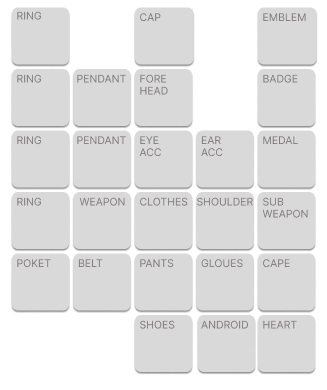 RING
CAP
EMBLEM
RING
PENDANT
FORE
HEAD
BADGE
RING
PENDANT
EYE
ACC
EAR
ACC
MEDAL
RING
WEAPON
CLOTHES
SHOULDER
SUB
WEAPON
POKET
BELT
PANTS
GLOUES
CAPE
SHOES
ANDROID
HEART